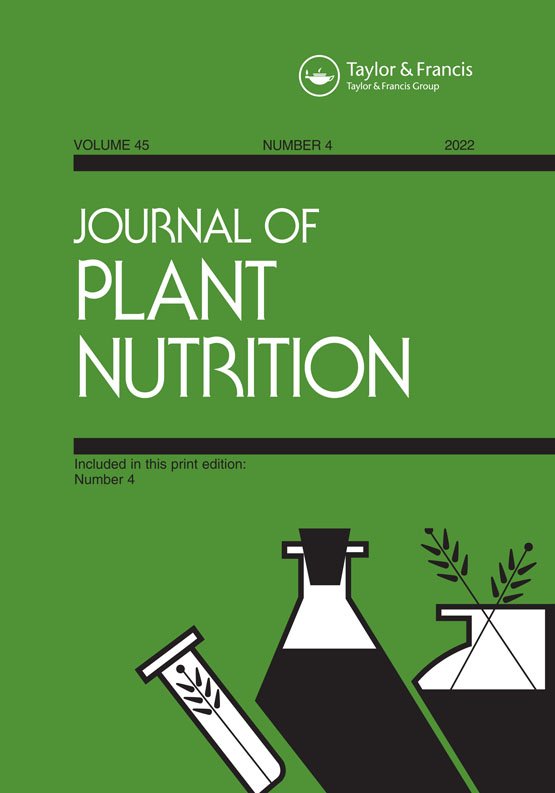 Taylor & Francis
Taylor & Francis Group
VOLUME 45 NUMBER 4 2022
JOURNAL OF
PLANT
NUTRITION
Included in this print edition:
Number 4